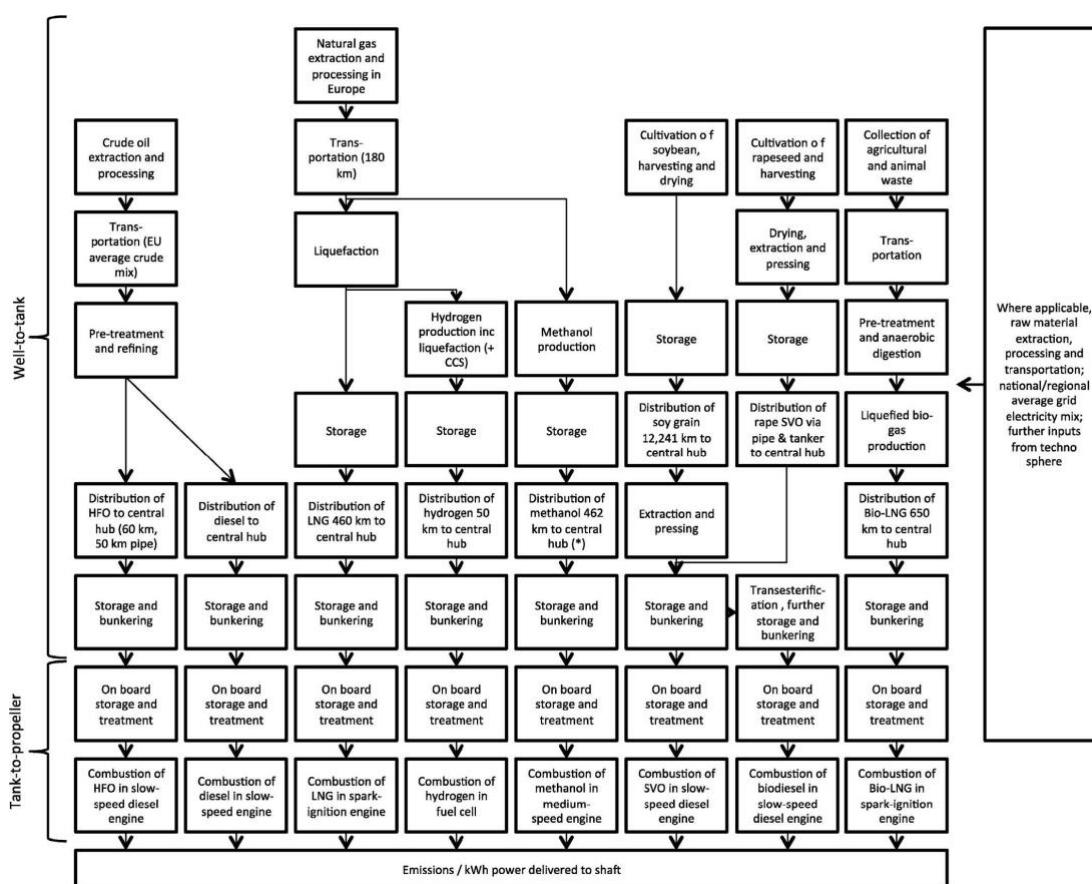 Natural gas
extraction and
processing in
Europe
Crude oil
extraction and
processing
Trans-
portation (180
km)
Cultivation o f
soybean,
harvesting and
drying
Cultivation o f
rapeseed and
harvesting
Collection of
agricultural
and animal
waste
Trans-
portation (EU
average crude
mix)
Liquefaction
Drying,
extraction and
pressing
Trans-
portation
Pre-treatment
and refining
Hydrogen
production inc
liquefaction (+
CCS)
Methanol
production
Storage
Storage
Pre-treatment
and anaerobic
digestion
Storage
Storage
Storage
Distribution of
soy grain
12,241 km to
central hub
Distribution of
rape SVO via
pipe & tanker
to central hub
Liquefied bio-
gas
production
Distribution of
HFO to central
hub (60 km,
50 km pipe)
Distribution of
diesel to
central hub
Distribution of
LNG 460 km to
central hub
Distribution of
hydrogen 50
km to central
hub
Distribution of
methanol 462
km to central
hub (*)
Extraction and
pressing
Distribution of
Bio-LNG 650
km to central
hub
Storage and
bunkering
Storage and
bunkering
Storage and
bunkering
Storage and
bunkering
Storage and
bunkering
Storage and
bunkering
Transesterific-
ation , further
storage and
bunkering
Storage and
bunkering
On board
storage and
treatment
On board
storage and
treatment
On board
storage and
treatment
On board
storage and
treatment
On board
storage and
treatment
On board
storage and
treatment
On board
storage and
treatment
On board
storage and
treatment
Combustion of
HFO in slow-
speed diesel
engine
Combustion of
diesel in slow-
speed engine
Combustion of
LNG in spark-
ignition engine
Combustion of
hydrogen in
fuel cell
Combustion of
methanol in
medium-
speed engine
Combustion of
SVO in slow-
speed diesel
engine
Combustion of
biodiesel in
slow-speed
diesel engine
Combustion of
Bio-LNG in
spark-ignition
engine
Emissions / kWh power delivered to shaft
Well-to-tank
Tank-to-propeller
Where applicable,
raw material
extraction,
processing and
transportation;
national/regional
average grid
electricity mix;
further inputs
from techno
sphere